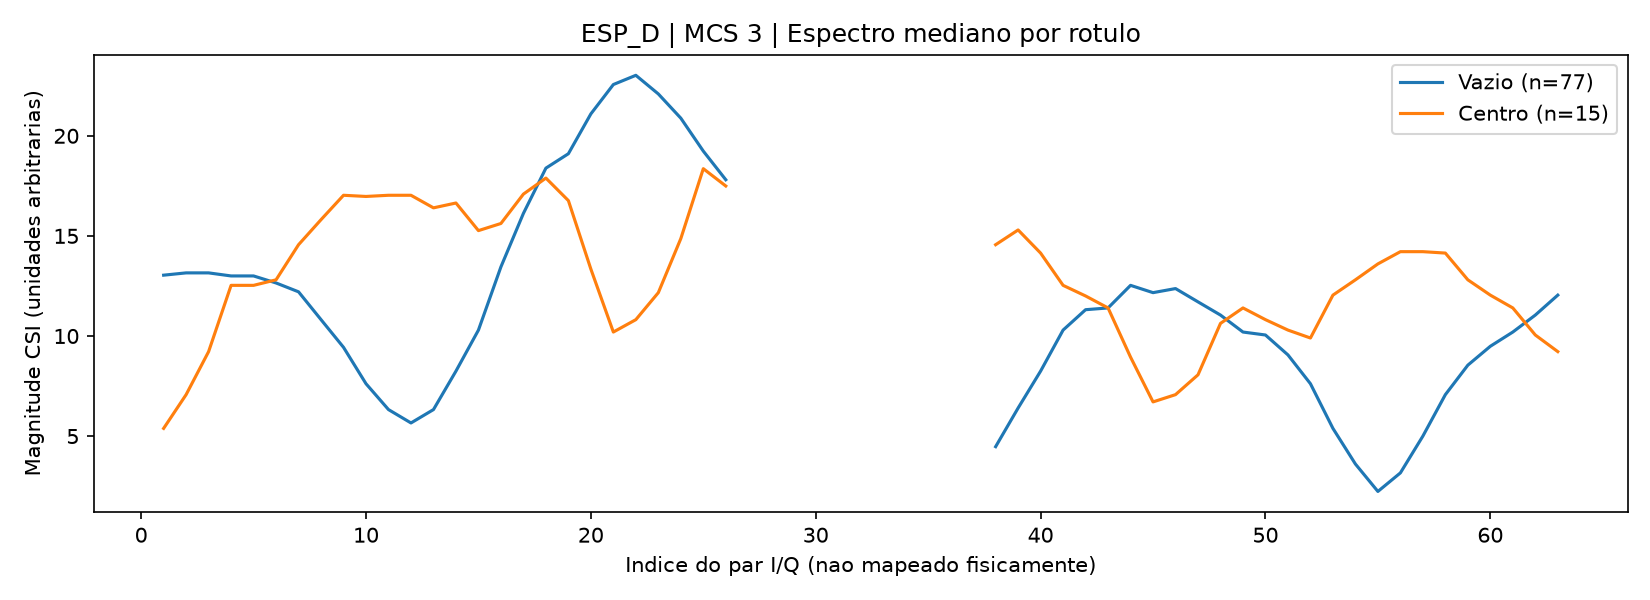 ESP_D | MCS 3 | Espectro mediano por rotulo
Vazio (n=77)
Centro (n=15)
Magnitude CSI (unidades arbitrarias)
20
15
10
5
0
10
20
30
40
50
60
Indice do par I/Q (nao mapeado fisicamente)